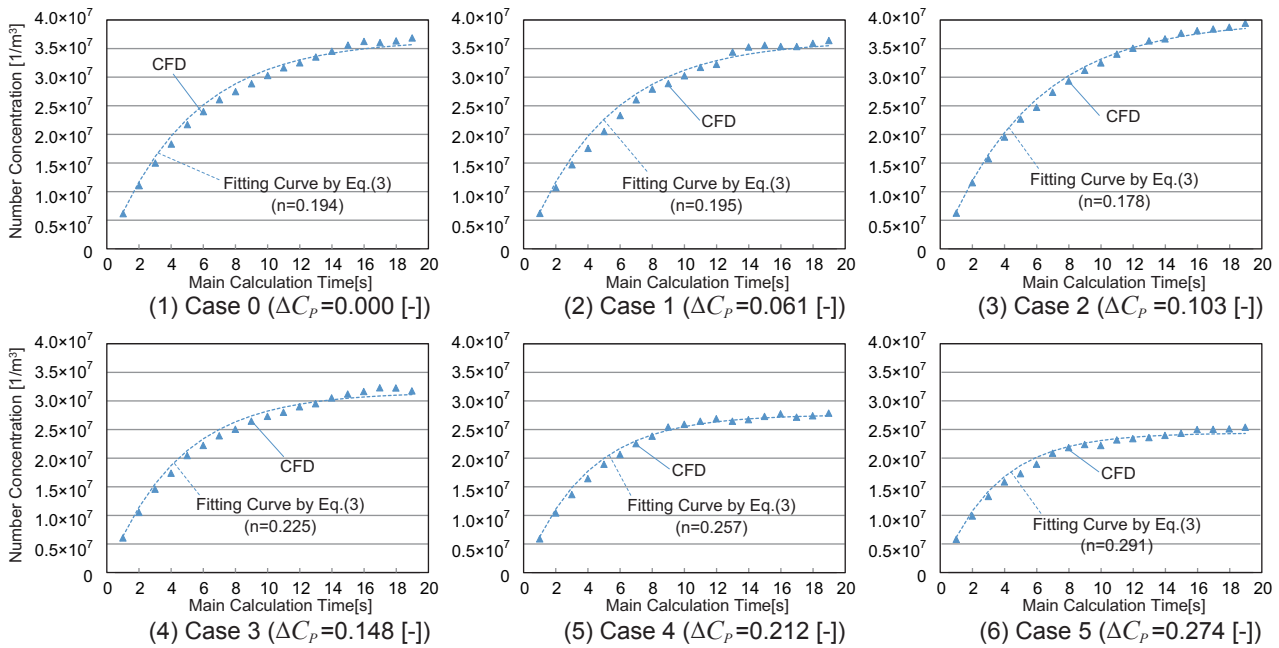 Number Concentration [1/m³]
4.0×10⁷
3.5×10⁷
3.0×10⁷
2.5×10⁷
2.0×10⁷
1.5×10⁷
1.0×10⁷
0.5×10⁷
0
CFD
Fitting Curve by Eq.(3)
(n=0.194)
0 2 4 6 8 10 12 14 16 18 20
Main Calculation Time[s]
(1) Case 0 (ΔC_P=0.000 [-])
4.0×10⁷
3.5×10⁷
3.0×10⁷
2.5×10⁷
2.0×10⁷
1.5×10⁷
1.0×10⁷
0.5×10⁷
0
CFD
Fitting Curve by Eq.(3)
(n=0.195)
0 2 4 6 8 10 12 14 16 18 20
Main Calculation Time[s]
(2) Case 1 (ΔC_P=0.061 [-])
4.0×10⁷
3.5×10⁷
3.0×10⁷
2.5×10⁷
2.0×10⁷
1.5×10⁷
1.0×10⁷
0.5×10⁷
0
CFD
Fitting Curve by Eq.(3)
(n=0.178)
0 2 4 6 8 10 12 14 16 18 20
Main Calculation Time[s]
(3) Case 2 (ΔC_P=0.103 [-])
Number Concentration [1/m³]
4.0×10⁷
3.5×10⁷
3.0×10⁷
2.5×10⁷
2.0×10⁷
1.5×10⁷
1.0×10⁷
0.5×10⁷
0
CFD
Fitting Curve by Eq.(3)
(n=0.225)
0 2 4 6 8 10 12 14 16 18 20
Main Calculation Time[s]
(4) Case 3 (ΔC_P=0.148 [-])
4.0×10⁷
3.5×10⁷
3.0×10⁷
2.5×10⁷
2.0×10⁷
1.5×10⁷
1.0×10⁷
0.5×10⁷
0
CFD
Fitting Curve by Eq.(3)
(n=0.257)
0 2 4 6 8 10 12 14 16 18 20
Main Calculation Time[s]
(5) Case 4 (ΔC_P=0.212 [-])
4.0×10⁷
3.5×10⁷
3.0×10⁷
2.5×10⁷
2.0×10⁷
1.5×10⁷
1.0×10⁷
0.5×10⁷
0
CFD
Fitting Curve by Eq.(3)
(n=0.291)
0 2 4 6 8 10 12 14 16 18 20
Main Calculation Time[s]
(6) Case 5 (ΔC_P=0.274 [-])